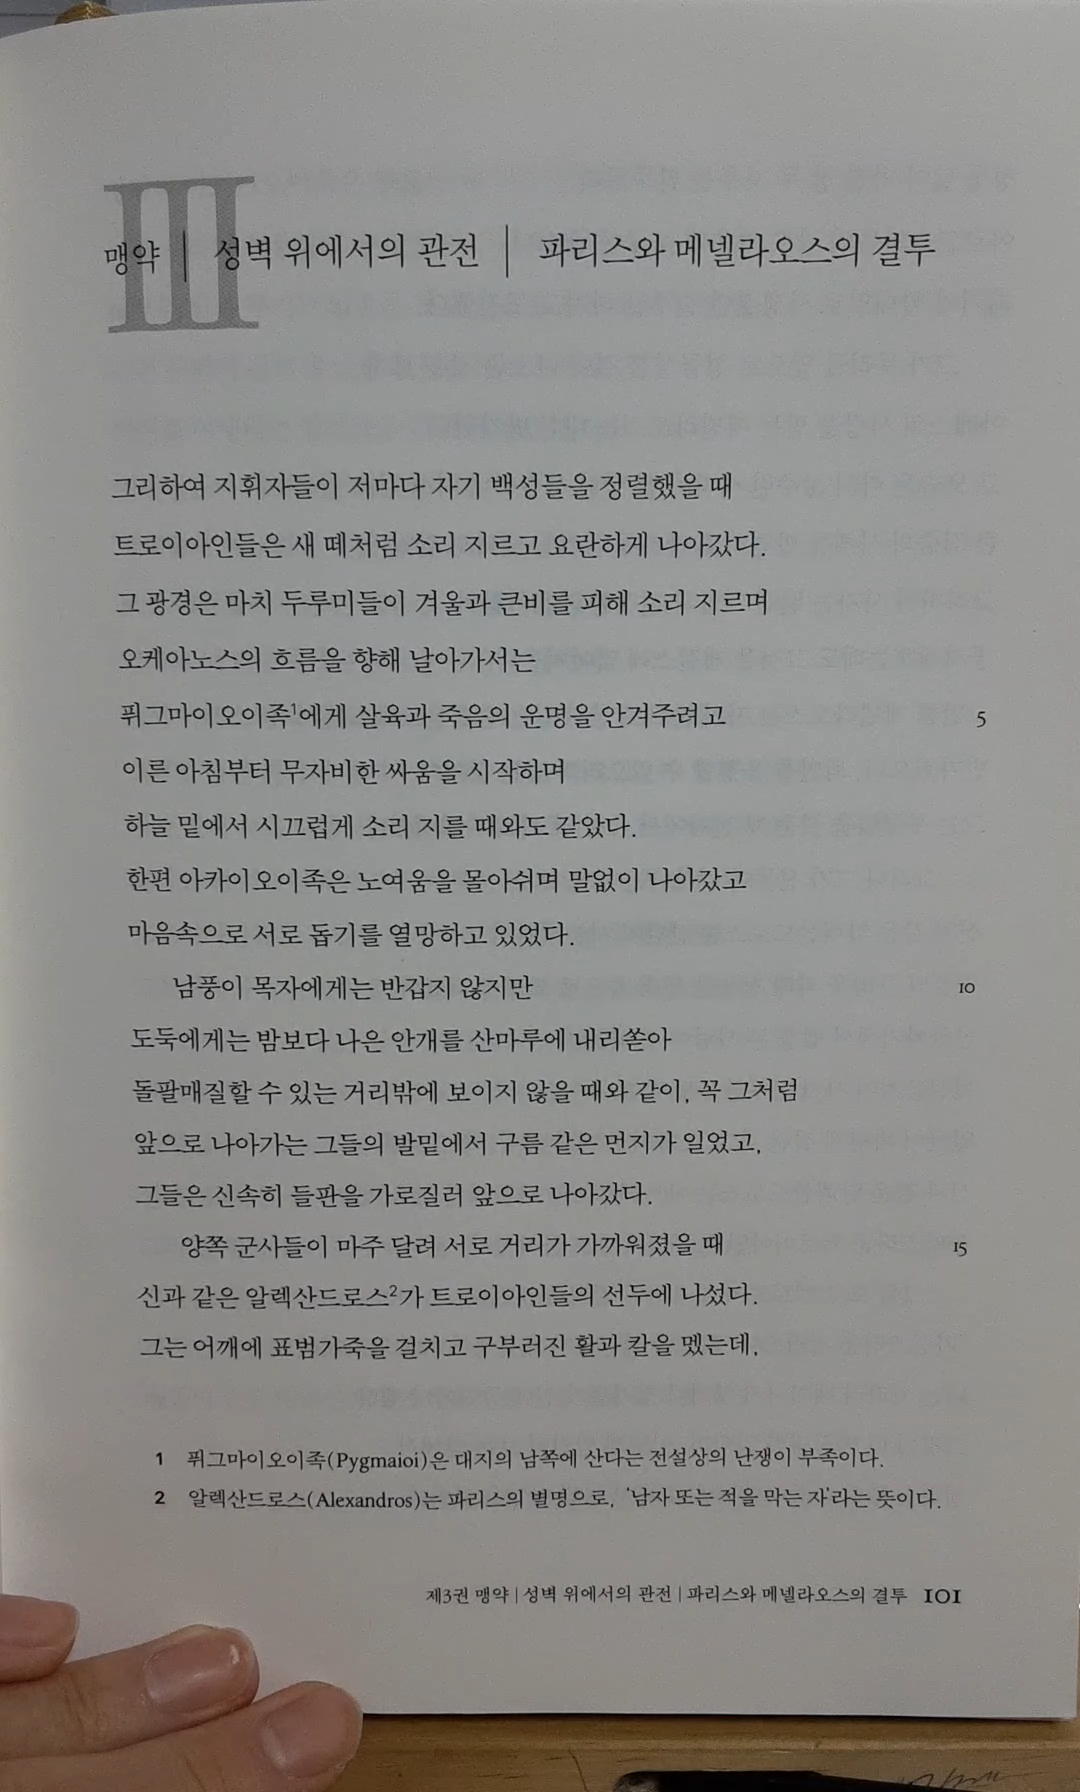 III
맹약 | 성벽 위에서의 관전 | 파리스와 메넬라오스의 결투
그리하여 지휘자들이 저마다 자기 백성들을 정렬했을 때
트로이아인들은 새 떼처럼 소리 지르고 요란하게 나아갔다.
그 광경은 마치 두루미들이 겨울과 큰비를 피해 소리 지르며
오케아노스의 흐름을 향해 날아가서는
퓌그마이오이족¹에게 살육과 죽음의 운명을 안겨주려고 5
이른 아침부터 무자비한 싸움을 시작하며
하늘 밑에서 시끄럽게 소리 지를 때와도 같았다.
한편 아카이오이족은 노여움을 몰아쉬며 말없이 나아갔고
마음속으로 서로 돕기를 열망하고 있었다.
남풍이 목자에게는 반갑지 않지만 10
도둑에게는 밤보다 나은 안개를 산마루에 내리쏟아
돌팔매질할 수 있는 거리밖에 보이지 않을 때와 같이, 꼭 그처럼
앞으로 나아가는 그들의 발밑에서 구름 같은 먼지가 일었고,
그들은 신속히 들판을 가로질러 앞으로 나아갔다.
양쪽 군사들이 마주 달려 서로 거리가 가까워졌을 때 15
신과 같은 알렉산드로스²가 트로이아인들의 선두에 나섰다.
그는 어깨에 표범가죽을 걸치고 구부러진 활과 칼을 멨는데,
1 퓌그마이오이족(Pygmaioi)은 대지의 남쪽에 산다는 전설상의 난쟁이 부족이다.
2 알렉산드로스(Alexandros)는 파리스의 별명으로, '남자 또는 적을 막는 자'라는 뜻이다.
제3권 맹약 | 성벽 위에서의 관전 | 파리스와 메넬라오스의 결투 101